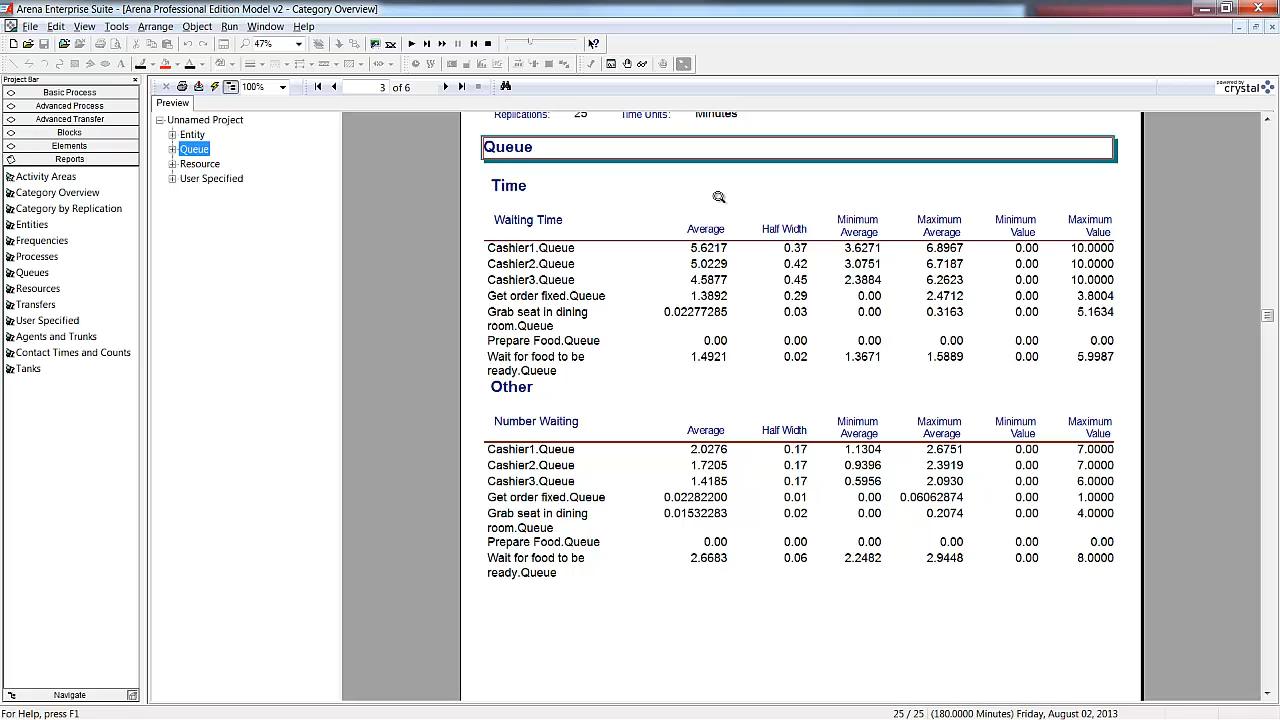 Arena Enterprise Suite - [Arena Professional Edition Model v2 - Category Overview]
File Edit View Tools Arrange Object Run Window Help
47%
Project Bar
Basic Process
Advanced Process
Advanced Transfer
Blocks
Elements
Reports
Activity Areas
Category Overview
Category by Replication
Entities
Frequencies
Processes
Queues
Resources
Transfers
User Specified
Agents and Trunks
Contact Times and Counts
Tanks
Navigate
100% 3 of 6
powered by
crystal
Preview
Unnamed Project
Entity
Queue
Resource
User Specified
Replications: 25 Time Units: Minutes
Queue
Time
Waiting Time Average Half Width Minimum Average Maximum Average Minimum Value Maximum Value
Cashier1.Queue 5.6217 0.37 3.6271 6.8967 0.00 10.0000
Cashier2.Queue 5.0229 0.42 3.0751 6.7187 0.00 10.0000
Cashier3.Queue 4.5877 0.45 2.3884 6.2623 0.00 10.0000
Get order fixed.Queue 1.3892 0.29 0.00 2.4712 0.00 3.8004
Grab seat in dining 0.02277285 0.03 0.00 0.3163 0.00 5.1634
room.Queue
Prepare Food.Queue 0.00 0.00 0.00 0.00 0.00 0.00
Wait for food to be 1.4921 0.02 1.3671 1.5889 0.00 5.9987
ready.Queue
Other
Number Waiting Average Half Width Minimum Average Maximum Average Minimum Value Maximum Value
Cashier1.Queue 2.0276 0.17 1.1304 2.6751 0.00 7.0000
Cashier2.Queue 1.7205 0.17 0.9396 2.3919 0.00 7.0000
Cashier3.Queue 1.4185 0.17 0.5956 2.0930 0.00 6.0000
Get order fixed.Queue 0.02282200 0.01 0.00 0.06062874 0.00 1.0000
Grab seat in dining 0.01532283 0.02 0.00 0.2074 0.00 4.0000
room.Queue
Prepare Food.Queue 0.00 0.00 0.00 0.00 0.00 0.00
Wait for food to be 2.6683 0.06 2.2482 2.9448 0.00 8.0000
ready.Queue
For Help, press F1
25 / 25 (180.0000 Minutes) Friday, August 02, 2013